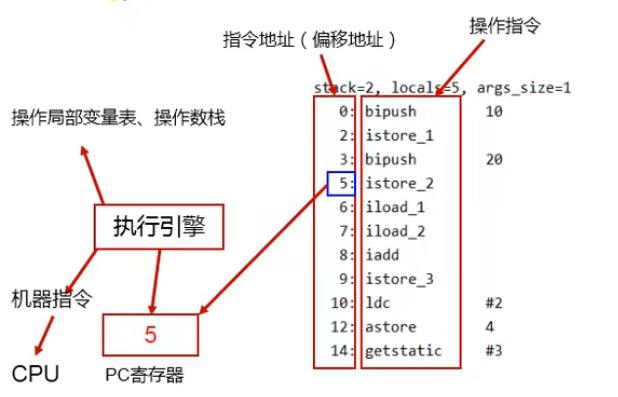 操作指令
指令地址（偏移地址）
stack=2, locals=5, args_size=1
操作局部变量表、操作数栈
0: bipush 10
2: istore_1
3: bipush 20
5: istore_2
6: iload_1
7: iload_2
8: iadd
9: istore_3
10: ldc #2
12: astore 4
14: getstatic #3
执行引擎
机器指令
5
CPU
PC寄存器